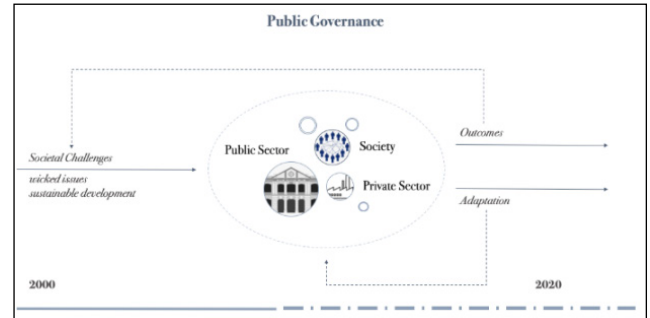 Public Governance
Outcomes
Public Sector
Society
Societal Challenges
wicked issues
sustainable development
Private Sector
Adaptation
2000
2020